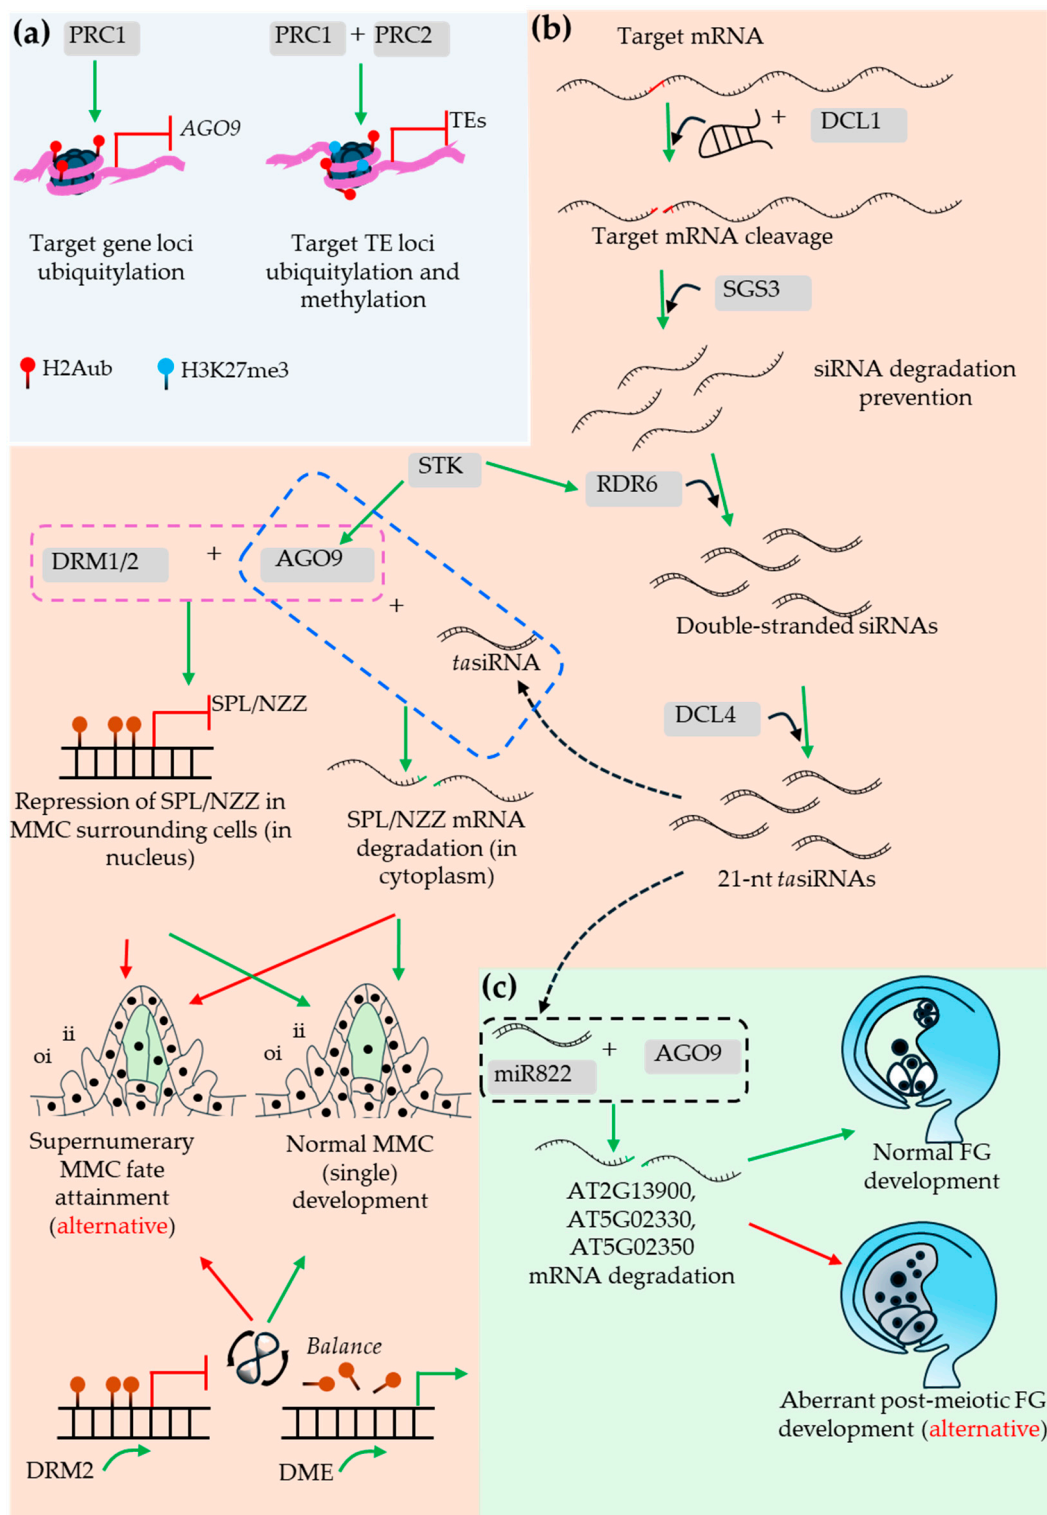 (a)
PRC1
PRC1 + PRC2
AGO9
TEs
Target gene loci
ubiquitylation
Target TE loci
ubiquitylation and
methylation
H2Aub
H3K27me3
(b)
Target mRNA
+ DCL1
Target mRNA cleavage
SGS3
siRNA degradation
prevention
STK
RDR6
DRM1/2 + AGO9
+
tasiRNA
Double-stranded siRNAs
DCL4
21-nt tasiRNAs
SPL/NZZ
Repression of SPL/NZZ in
MMC surrounding cells (in
nucleus)
SPL/NZZ mRNA
degradation (in
cytoplasm)
ii
oi
ii
oi
Supernumerary
MMC fate
attainment
(alternative)
Normal MMC
(single)
development
Balance
DRM2
DME
(c)
miR822 + AGO9
AT2G13900,
AT5G02330,
AT5G02350
mRNA degradation
Normal FG
development
Aberrant post-meiotic FG
development (alternative)